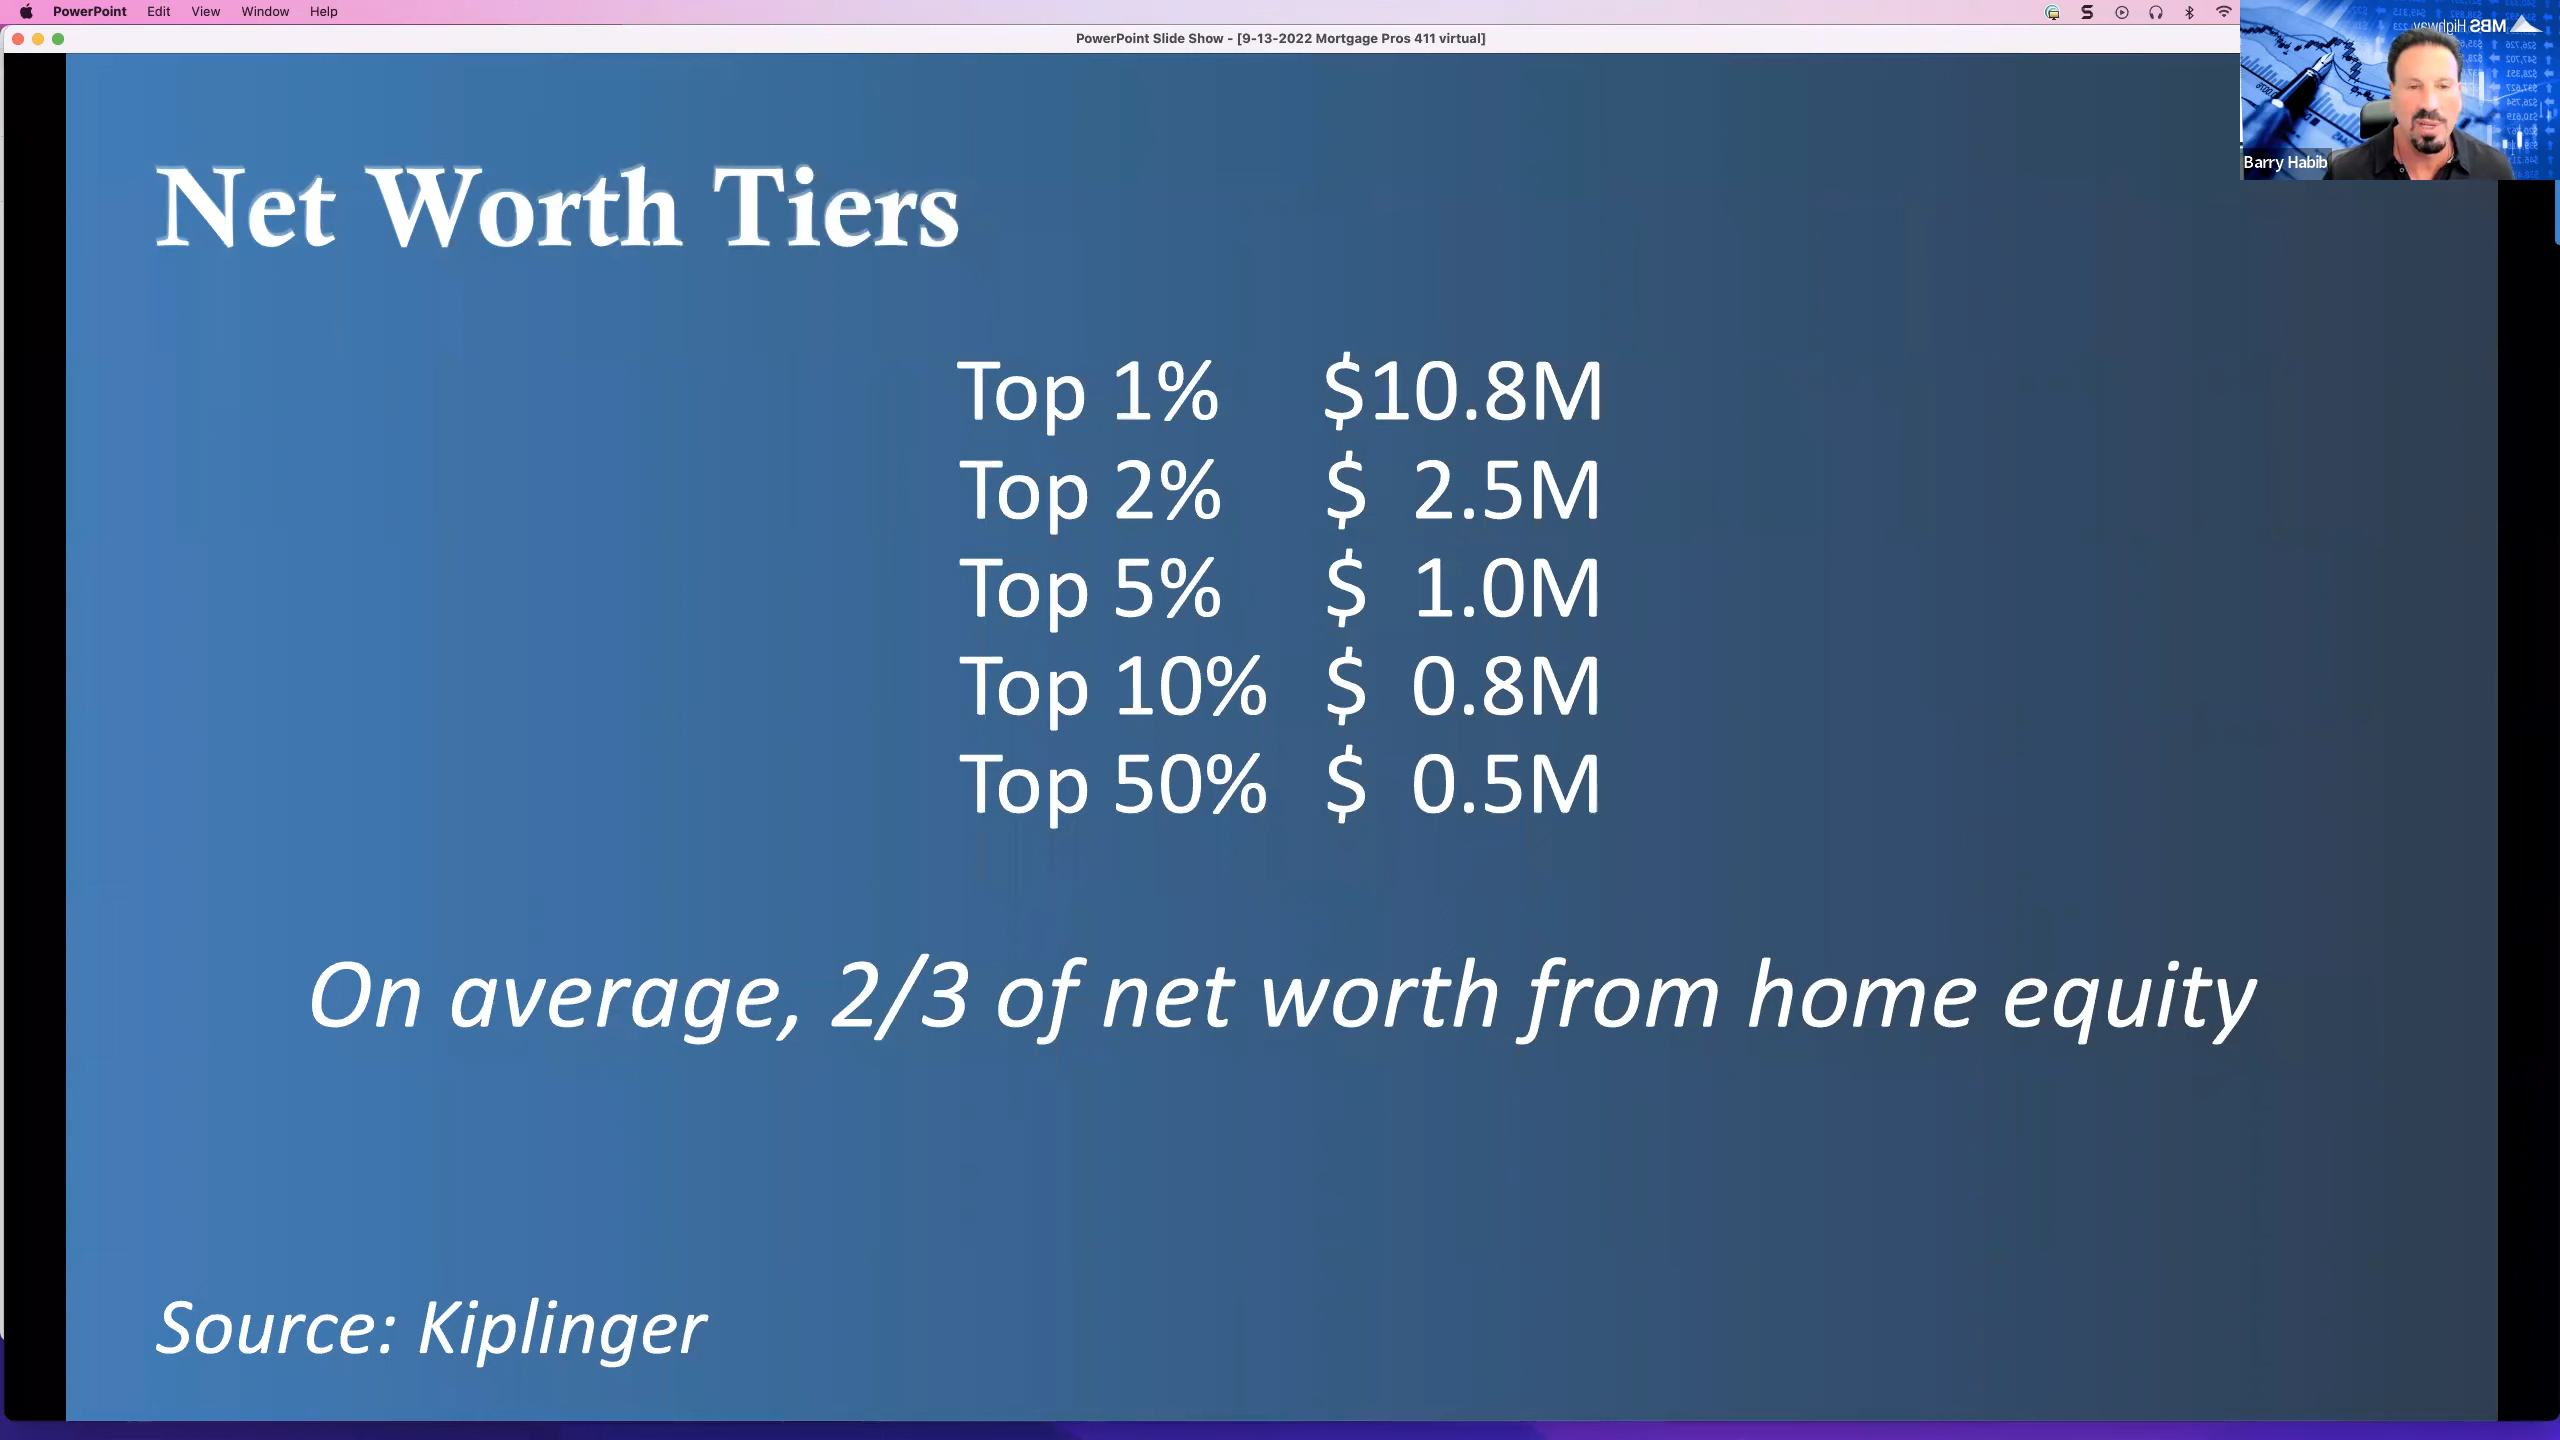 PowerPoint Edit View Window Help
PowerPoint Slide Show - [9-13-2022 Mortgage Pros 411 virtual]
MBS Highway
Barry Habib
Net Worth Tiers
Top 1% $10.8M
Top 2% $ 2.5M
Top 5% $ 1.0M
Top 10% $ 0.8M
Top 50% $ 0.5M
On average, 2/3 of net worth from home equity
Source: Kiplinger